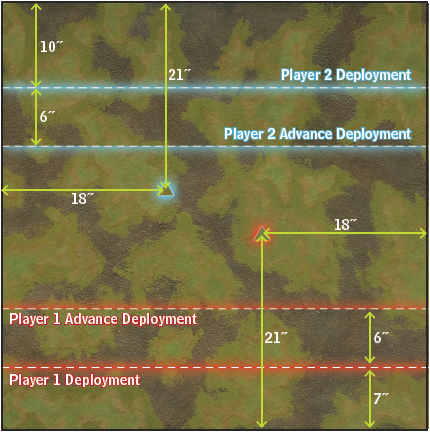 10″
21″
Player 2 Deployment
6″
Player 2 Advance Deployment
18″
18″
Player 1 Advance Deployment
21″
6″
Player 1 Deployment
7″